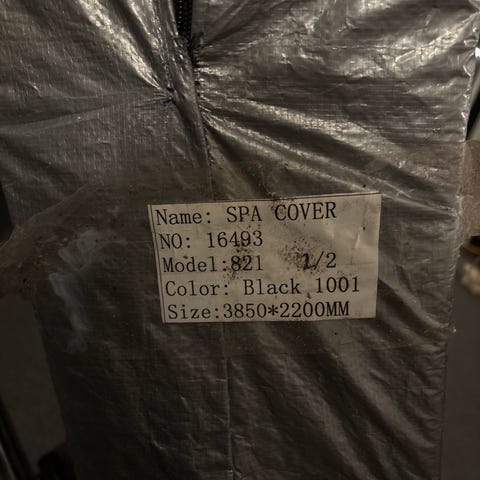 Name: SPA COVER
NO: 16493
Model:821 1/2
Color: Black 1001
Size:3850*2200MM